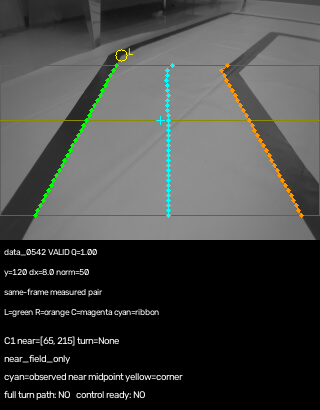 L
data_0542 VALID Q=1.00
y=120 dx=8.0 norm=50
same-frame measured pair
L=green R=orange C=magenta cyan=ribbon
C1 near=[65, 215] turn=None
near_field_only
cyan=observed near midpoint yellow=corner
full turn path: NO control ready: NO